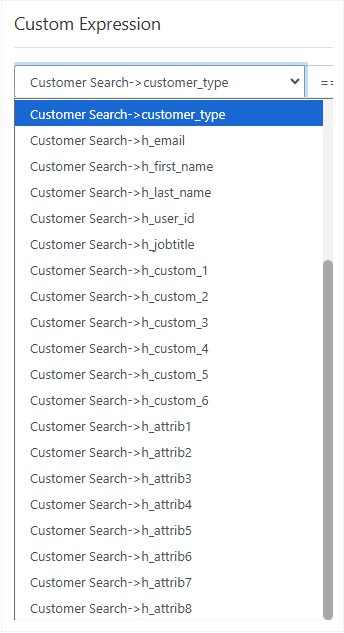 Custom Expression
Customer Search->customer_type ==
Customer Search->customer_type
Customer Search->h_email
Customer Search->h_first_name
Customer Search->h_last_name
Customer Search->h_user_id
Customer Search->h_jobtitle
Customer Search->h_custom_1
Customer Search->h_custom_2
Customer Search->h_custom_3
Customer Search->h_custom_4
Customer Search->h_custom_5
Customer Search->h_custom_6
Customer Search->h_attrib1
Customer Search->h_attrib2
Customer Search->h_attrib3
Customer Search->h_attrib4
Customer Search->h_attrib5
Customer Search->h_attrib6
Customer Search->h_attrib7
Customer Search->h_attrib8